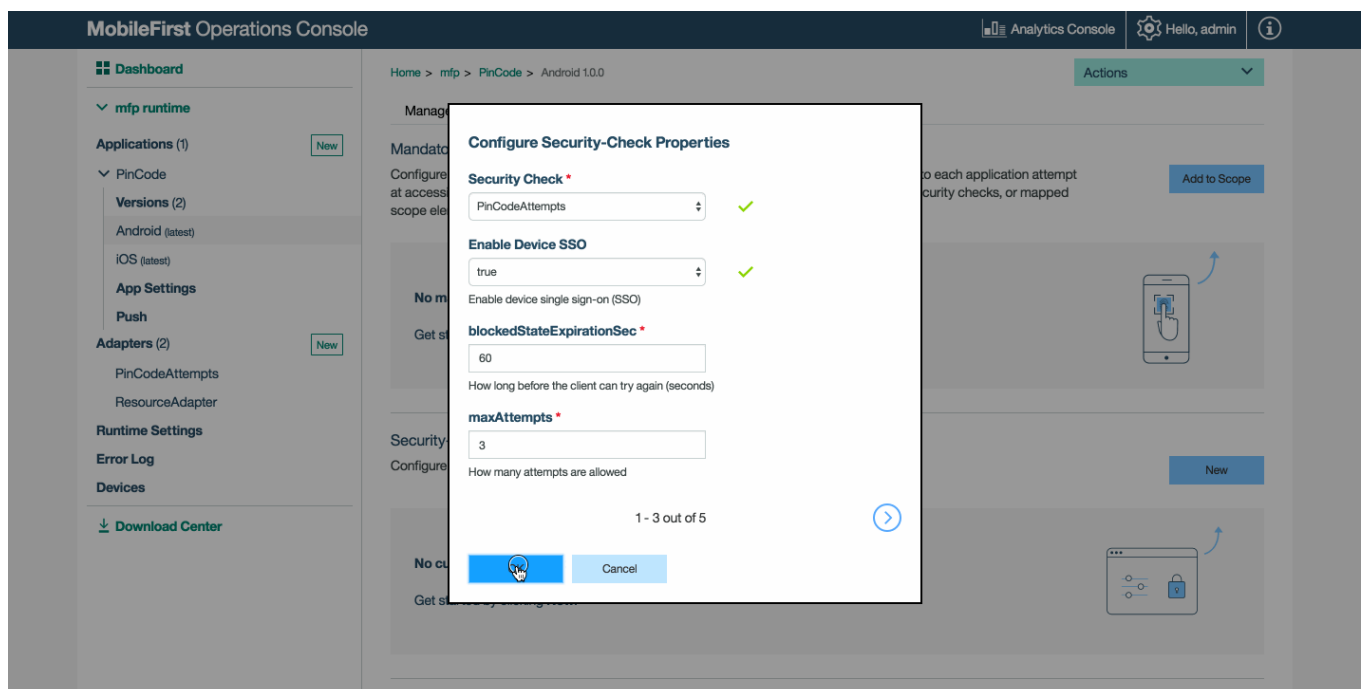 MobileFirst Operations Console
Analytics Console
Hello, admin
Dashboard
Home > mfp > PinCode > Android 1.0.0
Actions
mfp runtime
Applications (1)
New
PinCode
Versions (2)
Android (latest)
iOS (latest)
App Settings
Push
Adapters (2)
New
PinCodeAttempts
ResourceAdapter
Runtime Settings
Error Log
Devices
Download Center
Configure
to each application attempt
at access
curity checks, or mapped
scope ele
Add to Scope
Get st
Security-
Configure
New
Get started by clicking New.
Configure Security-Check Properties
Security Check *
PinCodeAttempts
Enable Device SSO
true
Enable device single sign-on (SSO)
blockedStateExpirationSec *
60
How long before the client can try again (seconds)
maxAttempts *
3
How many attempts are allowed
1 - 3 out of 5
Cancel